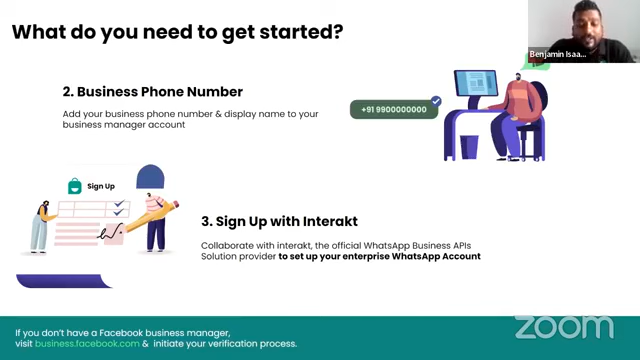 What do you need to get started?
Benjamin Isaa...
2. Business Phone Number
Add your business phone number & display name to your
business manager account
+91 9900000000
Sign Up
3. Sign Up with Interakt
Collaborate with interakt, the official WhatsApp Business APIs
Solution provider to set up your enterprise WhatsApp Account
If you don't have a Facebook business manager,
visit business.facebook.com & initiate your verification process.
zoom